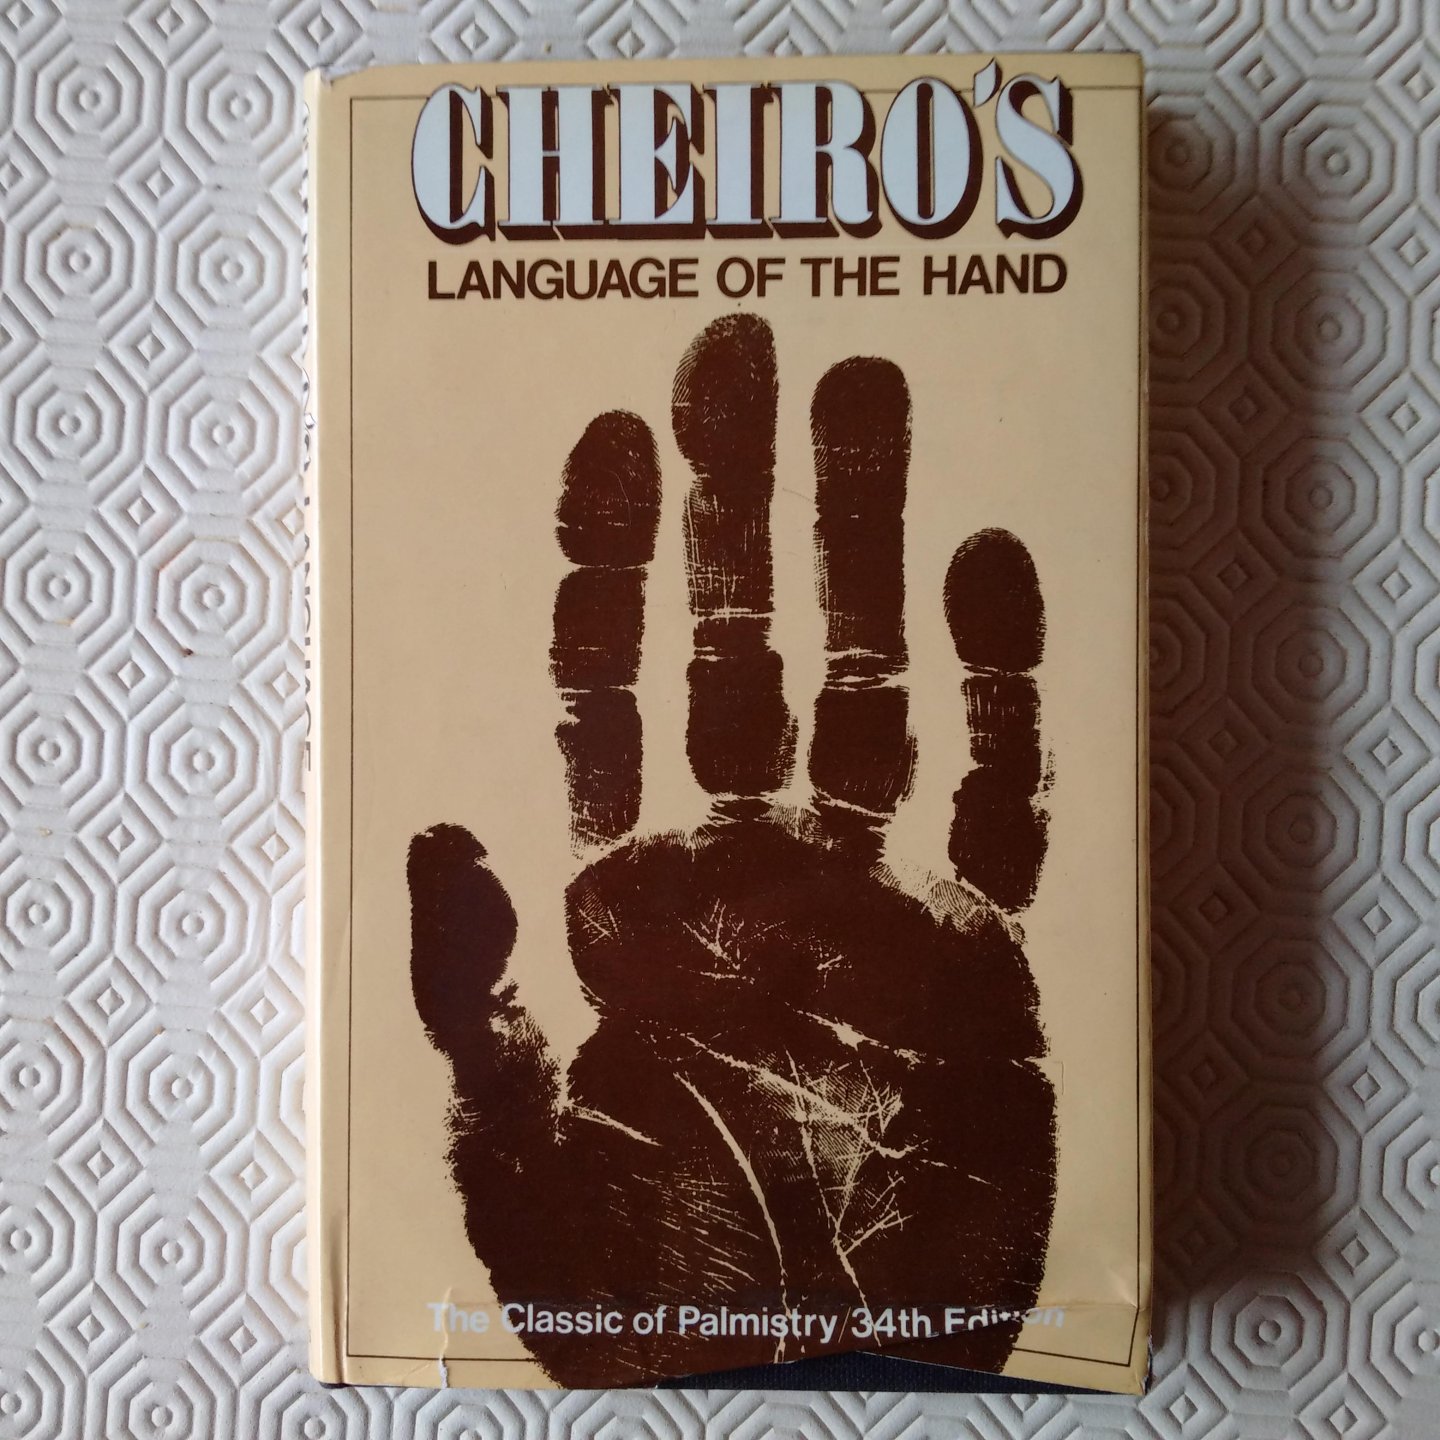 CHEIRO'S
LANGUAGE OF THE HAND
The Classic of Palmistry/34th Edition